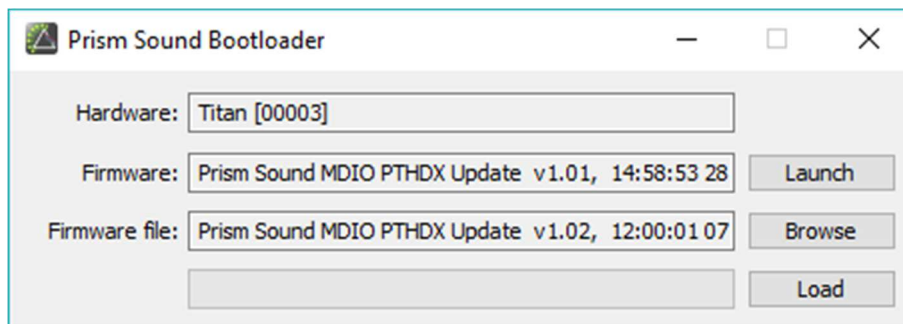 Prism Sound Bootloader
Hardware: Titan [00003]
Firmware: Prism Sound MDIO PTHDX Update v1.01, 14:58:53 28 Launch
Firmware file: Prism Sound MDIO PTHDX Update v1.02, 12:00:01 07 Browse
Load